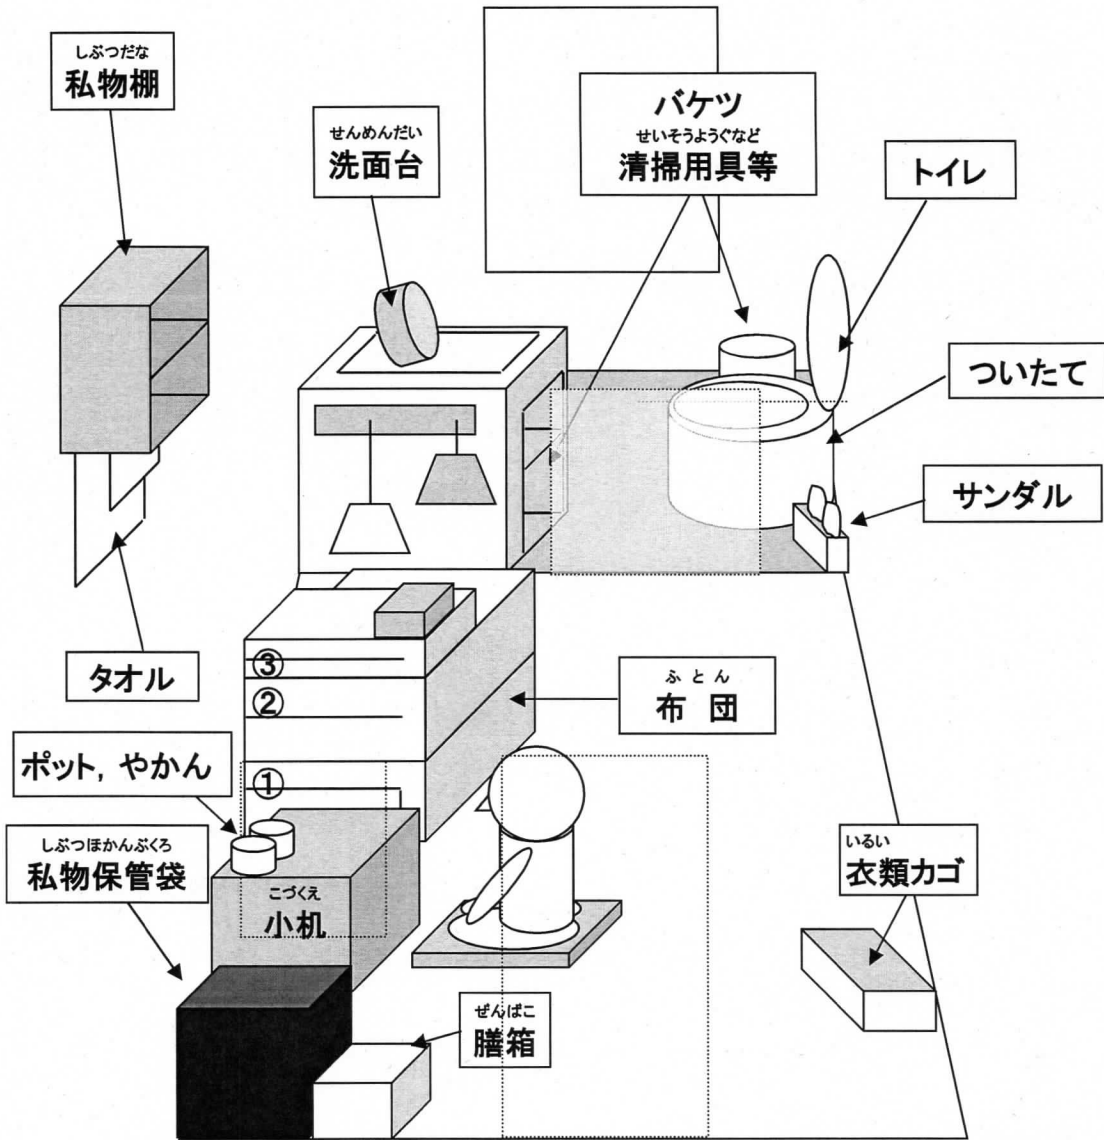 しぶつだな
私物棚
せんめんだい
洗面台
バケツ
せいそうようぐなど
清掃用具等
トイレ
ついたて
サンダル
タオル
③
②
①
ふとん
布団
ポット，やかん
しぶつほかんぶくろ
私物保管袋
こづくえ
小机
いるい
衣類カゴ
ぜんばこ
膳箱